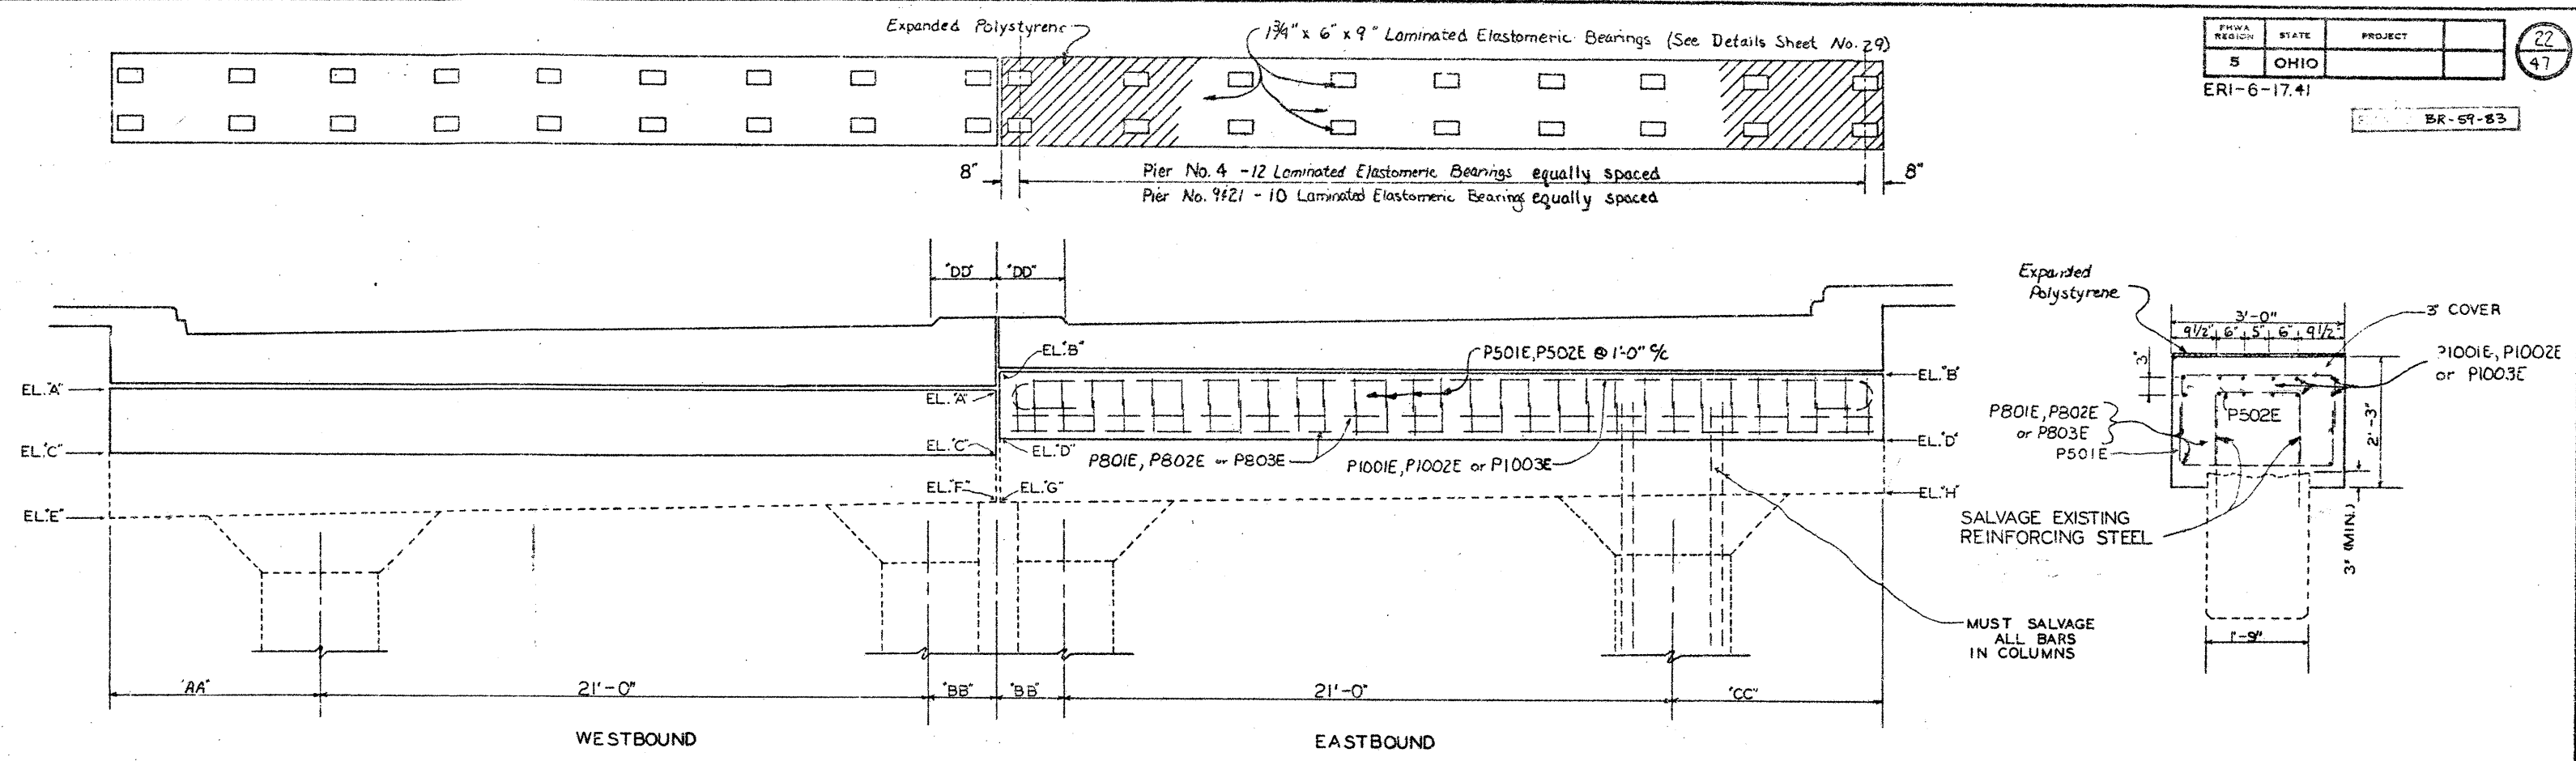 Expanded Polystyrene
1¾" x 6" x 9" Laminated Elastomeric Bearings (See Details Sheet No. 29)
FHWA REGION STATE PROJECT
5 OHIO
22
47
ERI-6-17.41
BR-59-83
8"
Pier No. 4 -12 Laminated Elastomeric Bearings equally spaced
8"
Pier No. 9&21 - 10 Laminated Elastomeric Bearings equally spaced
"DD" "DD"
Expanded
Polystyrene
3" COVER
3'-0"
9½" 6" 5" 6" 9½"
3"
EL."B"
P501E, P502E @ 1'-0" c/c
P1001E, P1002E
or P1003E
EL."A"
EL."A"
EL."B"
P801E, P802E
or P803E
P502E
P501E
2'-3"
EL."C"
EL."C"
EL."D"
P801E, P802E or P803E
P1001E, P1002E or P1003E
EL."D"
EL."F"
EL."G"
EL."H"
EL."E"
SALVAGE EXISTING
REINFORCING STEEL
3" (MIN.)
MUST SALVAGE
ALL BARS
IN COLUMNS
1'-9"
"AA" 21'-0" "BB" "BB" 21'-0" "CC"
WESTBOUND
EASTBOUND